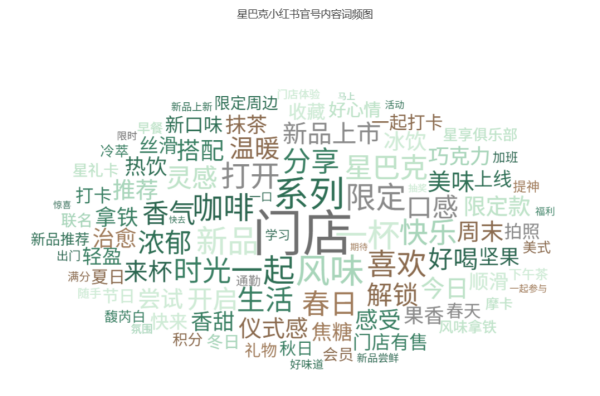 星巴克小红书官号内容词频图
门店体验
马上
新品上新
限定周边
收藏
好心情
活动
限时
早餐
新口味
抹茶
新品上市
一起打卡
冰饮
星享俱乐部
冷萃
丝滑
搭配
温暖
分享
星巴克
巧克力
加班
星礼卡
热饮
灵感
打开
系列
限定
抽奖
美味
上线
提神
打卡
推荐
香气
咖啡
一口
口感
限定款
福利
惊喜
联名
拿铁
快去
门店
一杯
快乐
周末
拍照
新品推荐
治愈
浓郁
新品
学习
期待
好喝
坚果
美式
出门
轻盈
来杯
时光
一起
风味
喜欢
满分
夏日
通勤
今日
顺滑
下午茶
随手
节日
尝试
开启
生活
春日
解锁
一起参与
馥芮白
快来
香甜
仪式感
焦糖
感受
果香
春天
摩卡
氛围
积分
冬日
礼物
秋日
会员
门店有售
风味拿铁
好味道
新品尝鲜